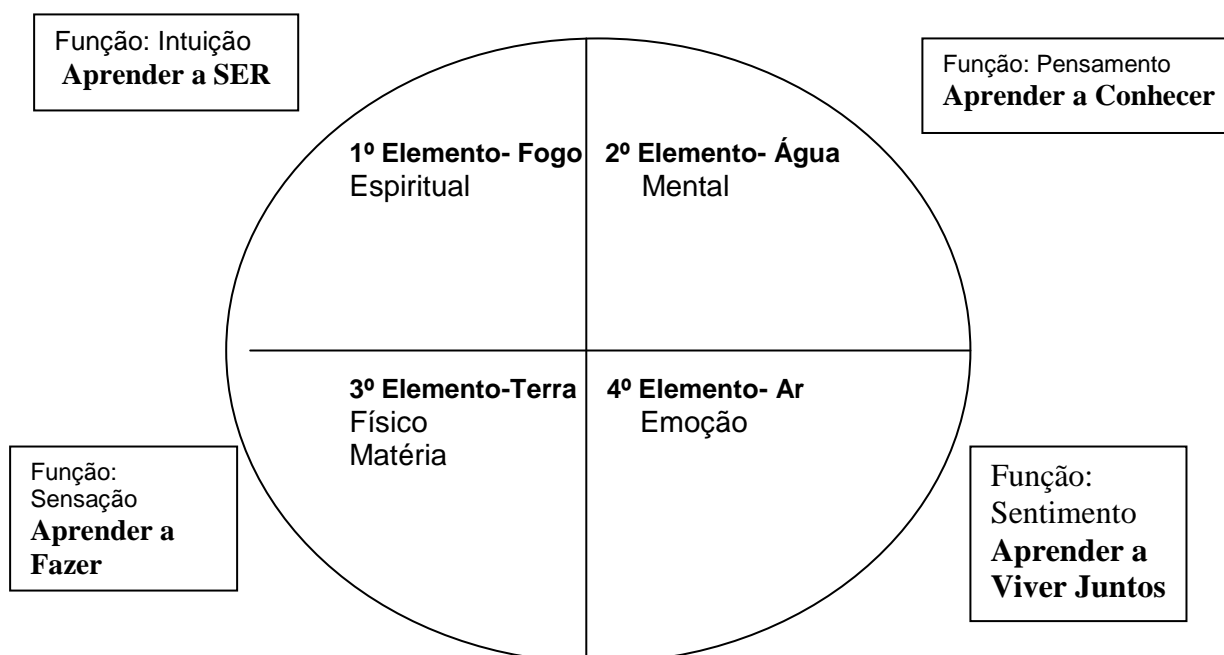 Função: Intuição
Aprender a SER
Função: Pensamento
Aprender a Conhecer
1º Elemento- Fogo
Espiritual
2º Elemento- Água
Mental
3º Elemento-Terra
Físico
Matéria
4º Elemento- Ar
Emoção
Função:
Sensação
Aprender a
Fazer
Função:
Sentimento
Aprender a
Viver Juntos